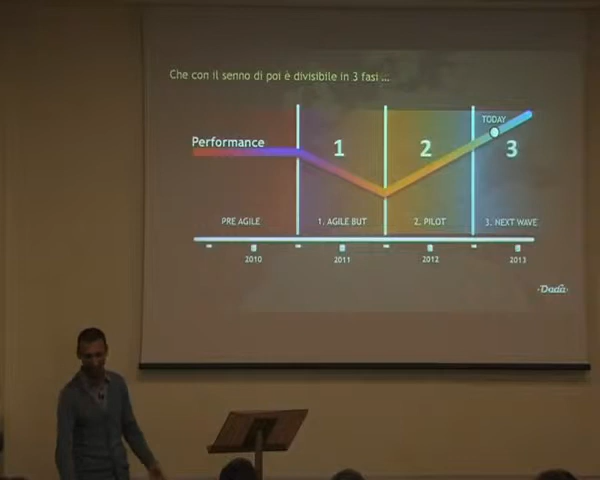 Che con il senno di poi è divisibile in 3 fasi ...
TODAY
Performance
1
2
3
PRE AGILE
1. AGILE BUT
2. PILOT
3. NEXT WAVE
2010
2011
2012
2013
·Dada·